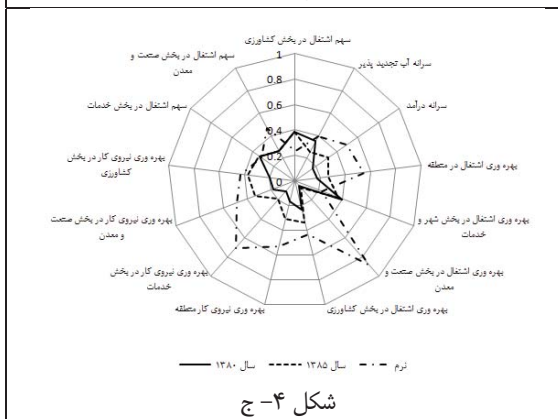 سهم اشتغال در بخش کشاورزی
سرانه آب تجدید پذیر
سرانه درآمد
بهره وری اشتغال در منطقه
بهره وری اشتغال در بخش شهر و
خدمات
بهره وری اشتغال در بخش صنعت و
معدن
بهره وری اشتغال در بخش کشاورزی
بهره وری نیروی کار منطقه
بهره وری نیروی کار در بخش
خدمات
بهره وری نیروی کار در بخش صنعت
و معدن
بهره وری نیروی کار در بخش
کشاورزی
سهم اشتغال در بخش خدمات
سهم اشتغال در بخش صنعت و
معدن
1
0.8
0.6
0.4
0.2
0
سال ۱۳۸۰
سال ۱۳۸۵
نرم
شکل ۴- ج